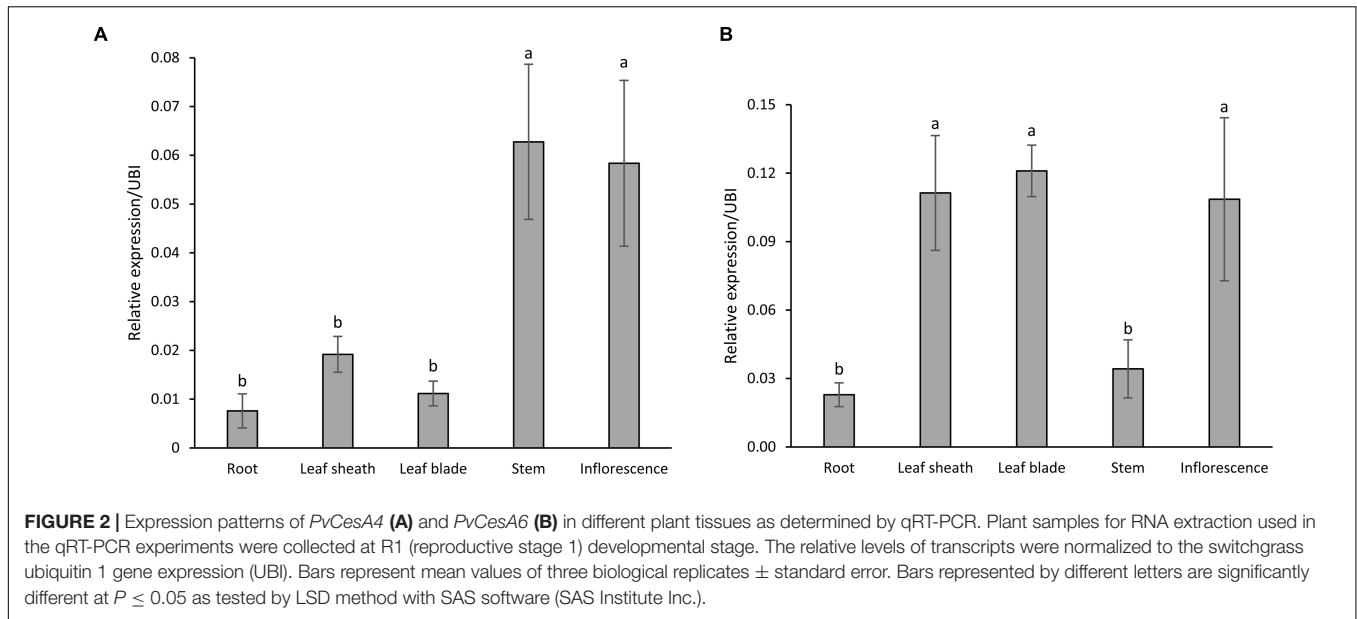 A
B
Relative expression/UBI
0.08
0.07
0.06
0.05
0.04
0.03
0.02
0.01
0
b
b
b
a
a
Root Leaf sheath Leaf blade Stem Inflorescence
Relative expression/UBI
0.15
0.12
0.09
0.06
0.03
0.00
b
a
a
b
a
Root Leaf sheath Leaf blade Stem Inflorescence
FIGURE 2 | Expression patterns of PvCesA4 (A) and PvCesA6 (B) in different plant tissues as determined by qRT-PCR. Plant samples for RNA extraction used in
the qRT-PCR experiments were collected at R1 (reproductive stage 1) developmental stage. The relative levels of transcripts were normalized to the switchgrass
ubiquitin 1 gene expression (UBI). Bars represent mean values of three biological replicates ± standard error. Bars represented by different letters are significantly
different at P ≤ 0.05 as tested by LSD method with SAS software (SAS Institute Inc.).